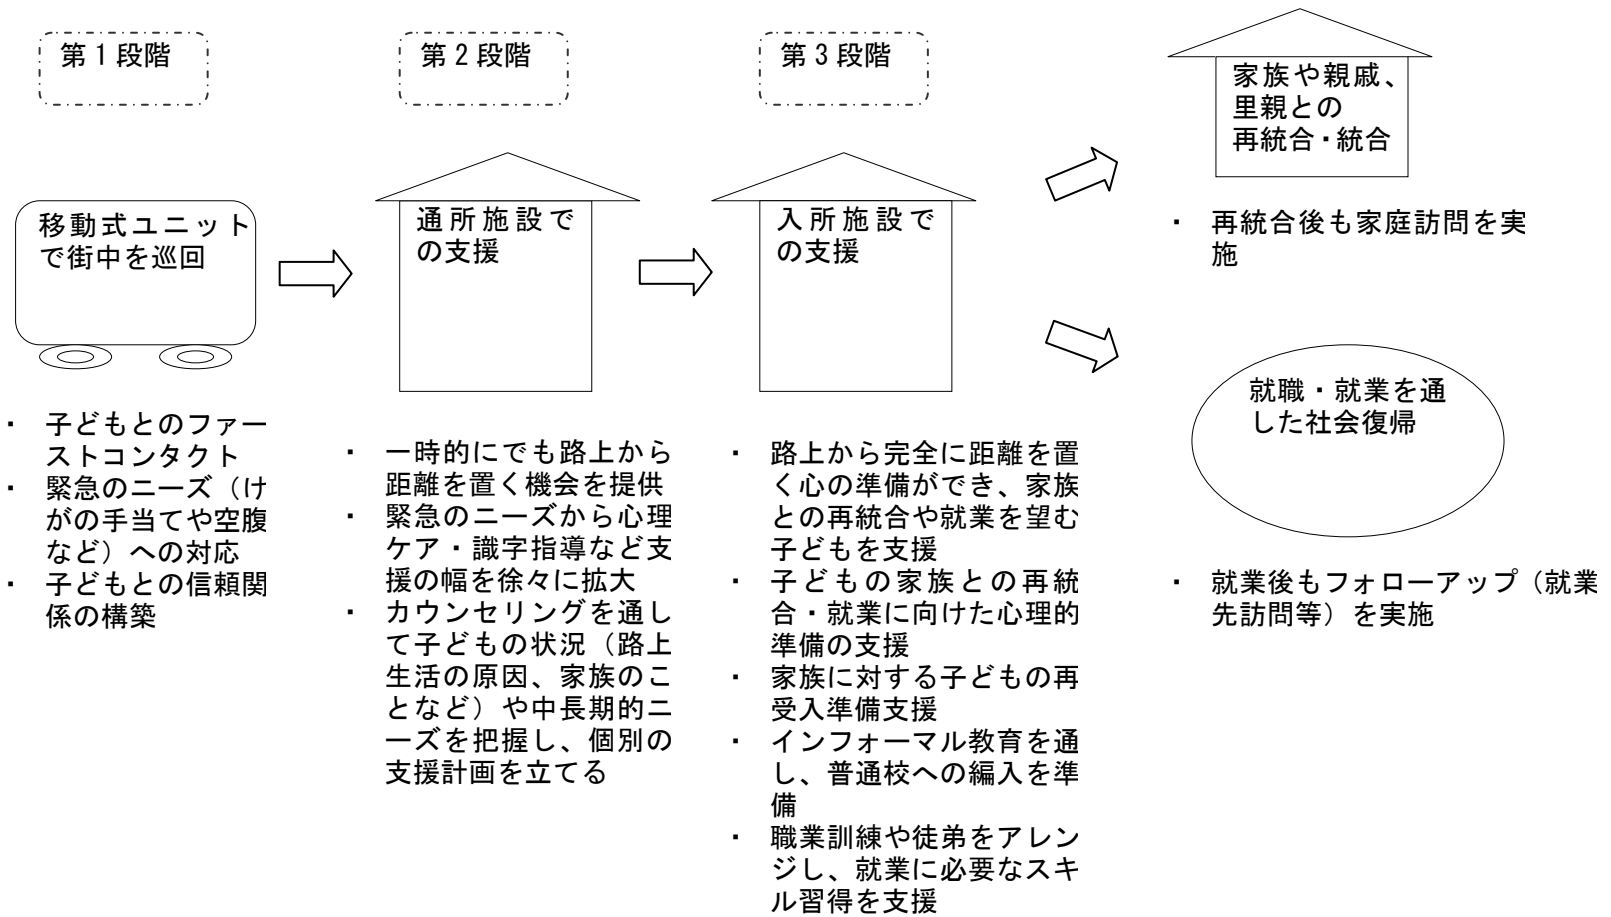 第1段階
移動式ユニット
で街中を巡回
・ 子どもとのファー
ストコンタクト
・ 緊急のニーズ（け
がの手当てや空腹
など）への対応
・ 子どもとの信頼関
係の構築
第2段階
通所施設で
の支援
・ 一時的にでも路上から
距離を置く機会を提供
・ 緊急のニーズから心理
ケア・識字指導など支
援の幅を徐々に拡大
・ カウンセリングを通し
て子どもの状況（路上
生活の原因、家族のこ
となど）や中長期的ニ
ーズを把握し、個別の
支援計画を立てる
第3段階
入所施設で
の支援
・ 路上から完全に距離を置
く心の準備ができ、家族
との再統合や就業を望む
子どもを支援
・ 子どもの家族との再統
合・就業に向けた心理的
準備の支援
・ 家族に対する子どもの再
受入準備支援
・ インフォーマル教育を通
し、普通校への編入を準
備
・ 職業訓練や徒弟をアレン
ジし、就業に必要なスキ
ル習得を支援
家族や親戚、
里親との
再統合・統合
・ 再統合後も家庭訪問を実
施
就職・就業を通
した社会復帰
・ 就業後もフォローアップ（就業
先訪問等）を実施